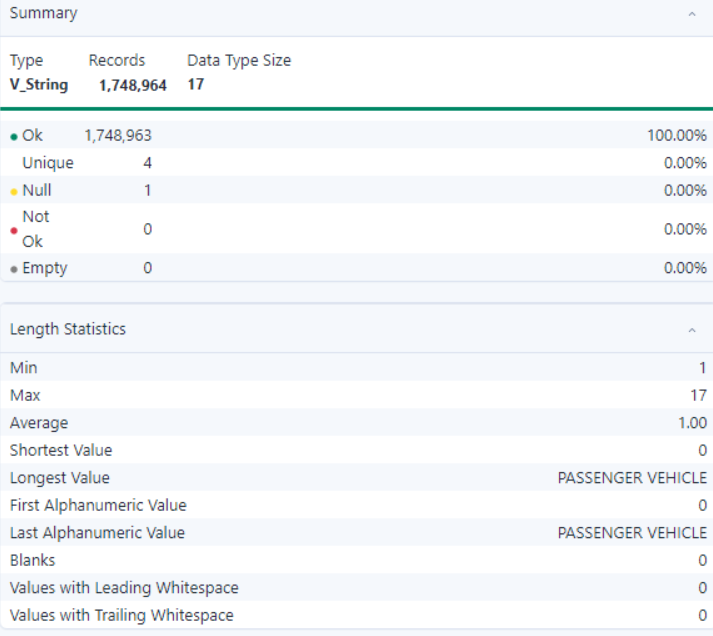 Summary
Type Records Data Type Size
V_String 1,748,964 17
Ok 1,748,963 100.00%
Unique 4 0.00%
Null 1 0.00%
Not
Ok 0 0.00%
Empty 0 0.00%
Length Statistics
Min 1
Max 17
Average 1.00
Shortest Value 0
Longest Value PASSENGER VEHICLE
First Alphanumeric Value 0
Last Alphanumeric Value PASSENGER VEHICLE
Blanks 0
Values with Leading Whitespace 0
Values with Trailing Whitespace 0